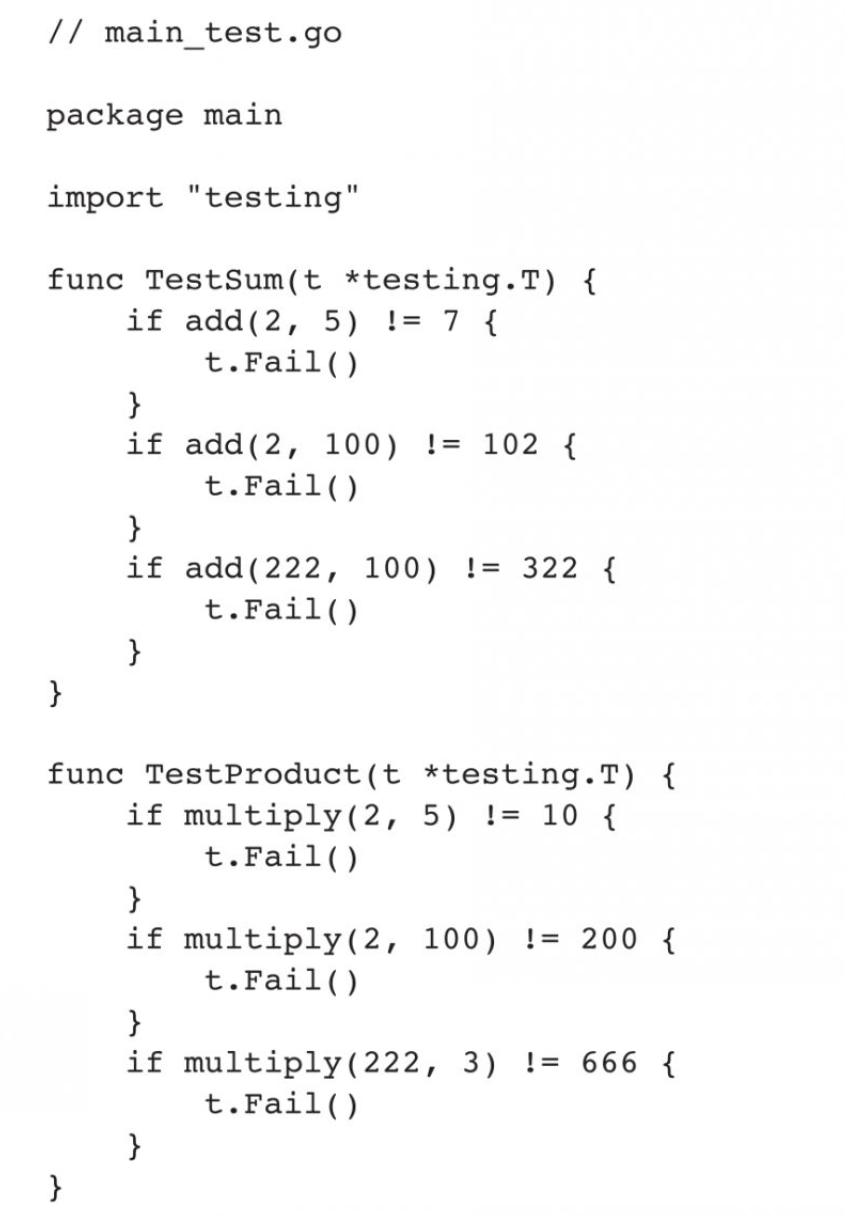 // main_test.go
package main
import "testing"
func TestSum(t *testing.T) {
    if add(2, 5) != 7 {
        t.Fail()
    }
    if add(2, 100) != 102 {
        t.Fail()
    }
    if add(222, 100) != 322 {
        t.Fail()
    }
}
func TestProduct(t *testing.T) {
    if multiply(2, 5) != 10 {
        t.Fail()
    }
    if multiply(2, 100) != 200 {
        t.Fail()
    }
    if multiply(222, 3) != 666 {
        t.Fail()
    }
}